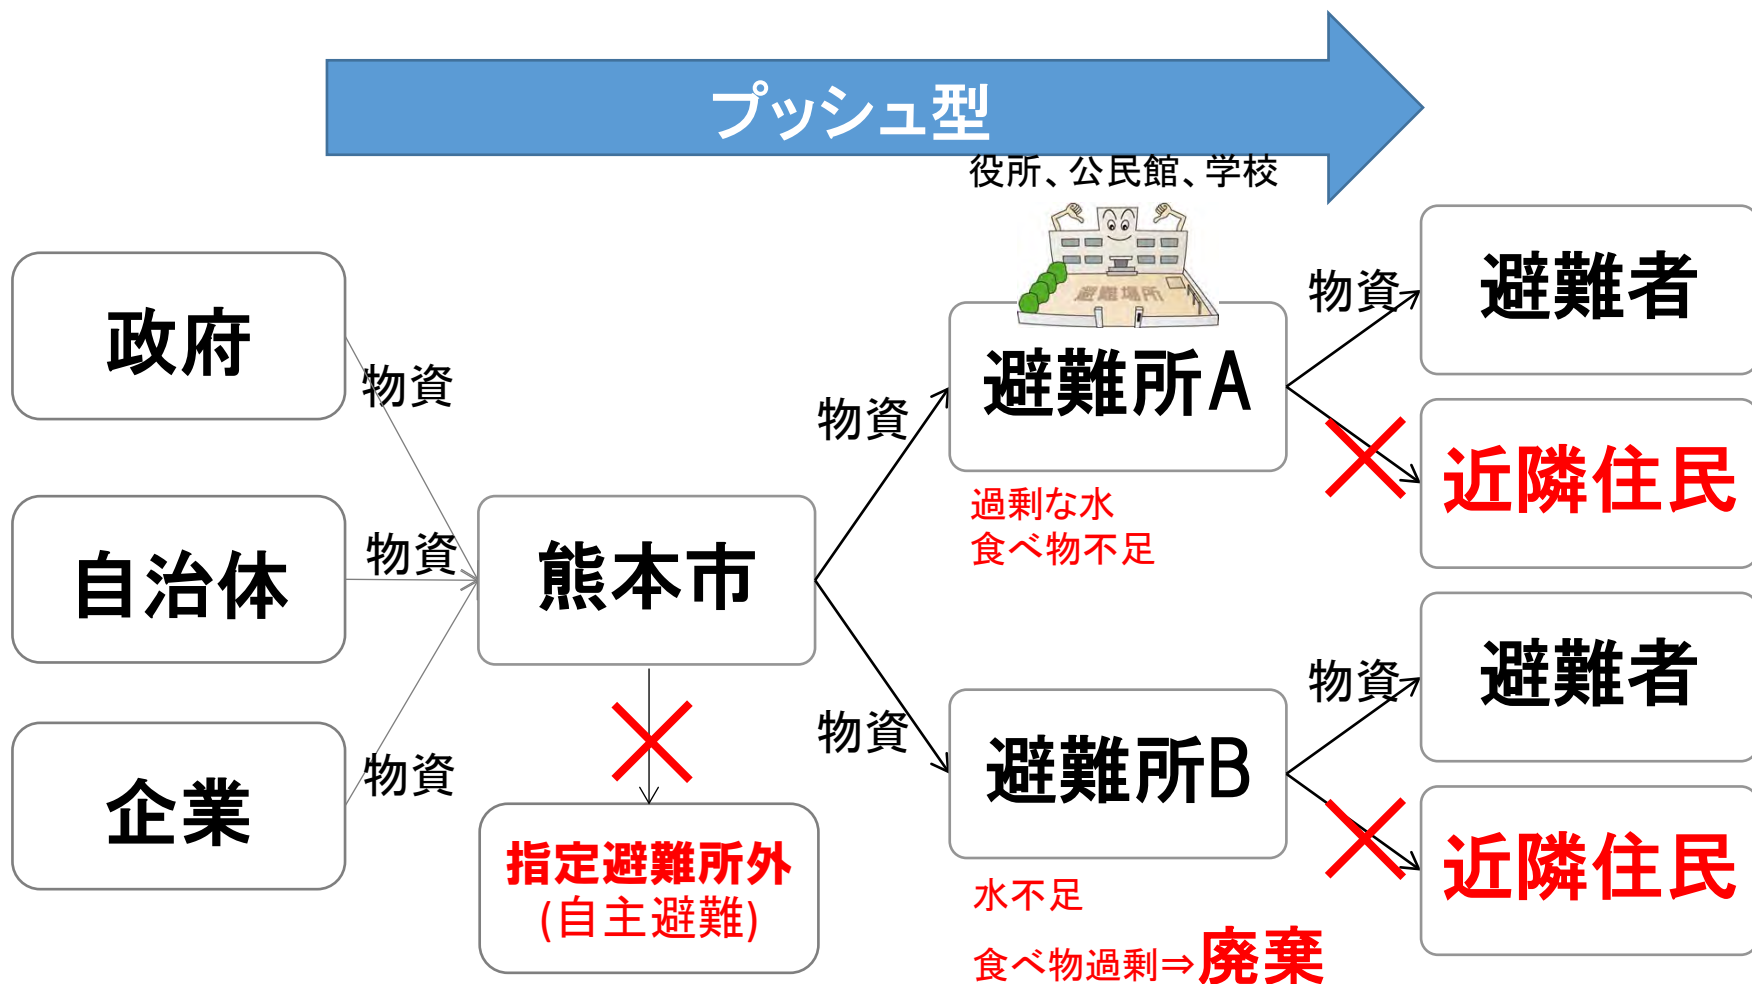 プッシュ型
役所、公民館、学校
避難場所
政府
物資
自治体
物資
企業
物資
熊本市
指定避難所外
(自主避難)
物資
物資
避難所A
過剰な水
食べ物不足
避難所B
水不足
食べ物過剰⇒廃棄
物資
避難者
近隣住民
物資
避難者
近隣住民